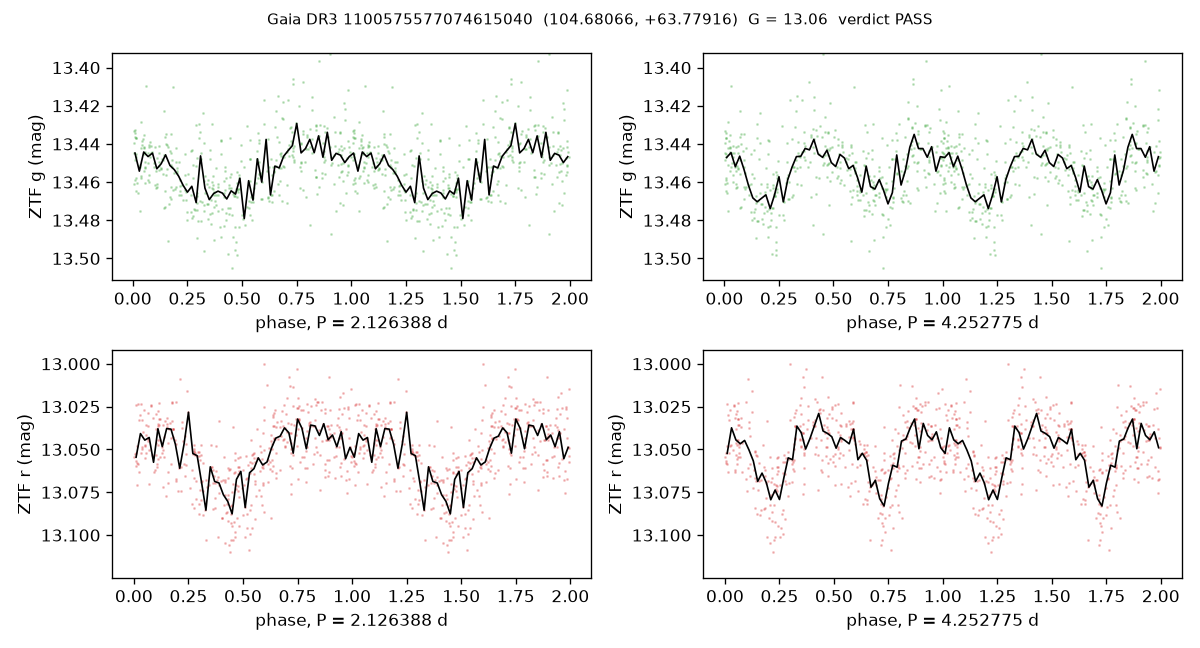 Gaia DR3 1100575577074615040  (104.68066, +63.77916)  G = 13.06  verdict PASS
13.40
13.42
13.44
13.46
13.48
13.50
ZTF g (mag)
0.00 0.25 0.50 0.75 1.00 1.25 1.50 1.75 2.00
phase, P = 2.126388 d
13.40
13.42
13.44
13.46
13.48
13.50
ZTF g (mag)
0.00 0.25 0.50 0.75 1.00 1.25 1.50 1.75 2.00
phase, P = 4.252775 d
13.000
13.025
13.050
13.075
13.100
ZTF r (mag)
0.00 0.25 0.50 0.75 1.00 1.25 1.50 1.75 2.00
phase, P = 2.126388 d
13.000
13.025
13.050
13.075
13.100
ZTF r (mag)
0.00 0.25 0.50 0.75 1.00 1.25 1.50 1.75 2.00
phase, P = 4.252775 d